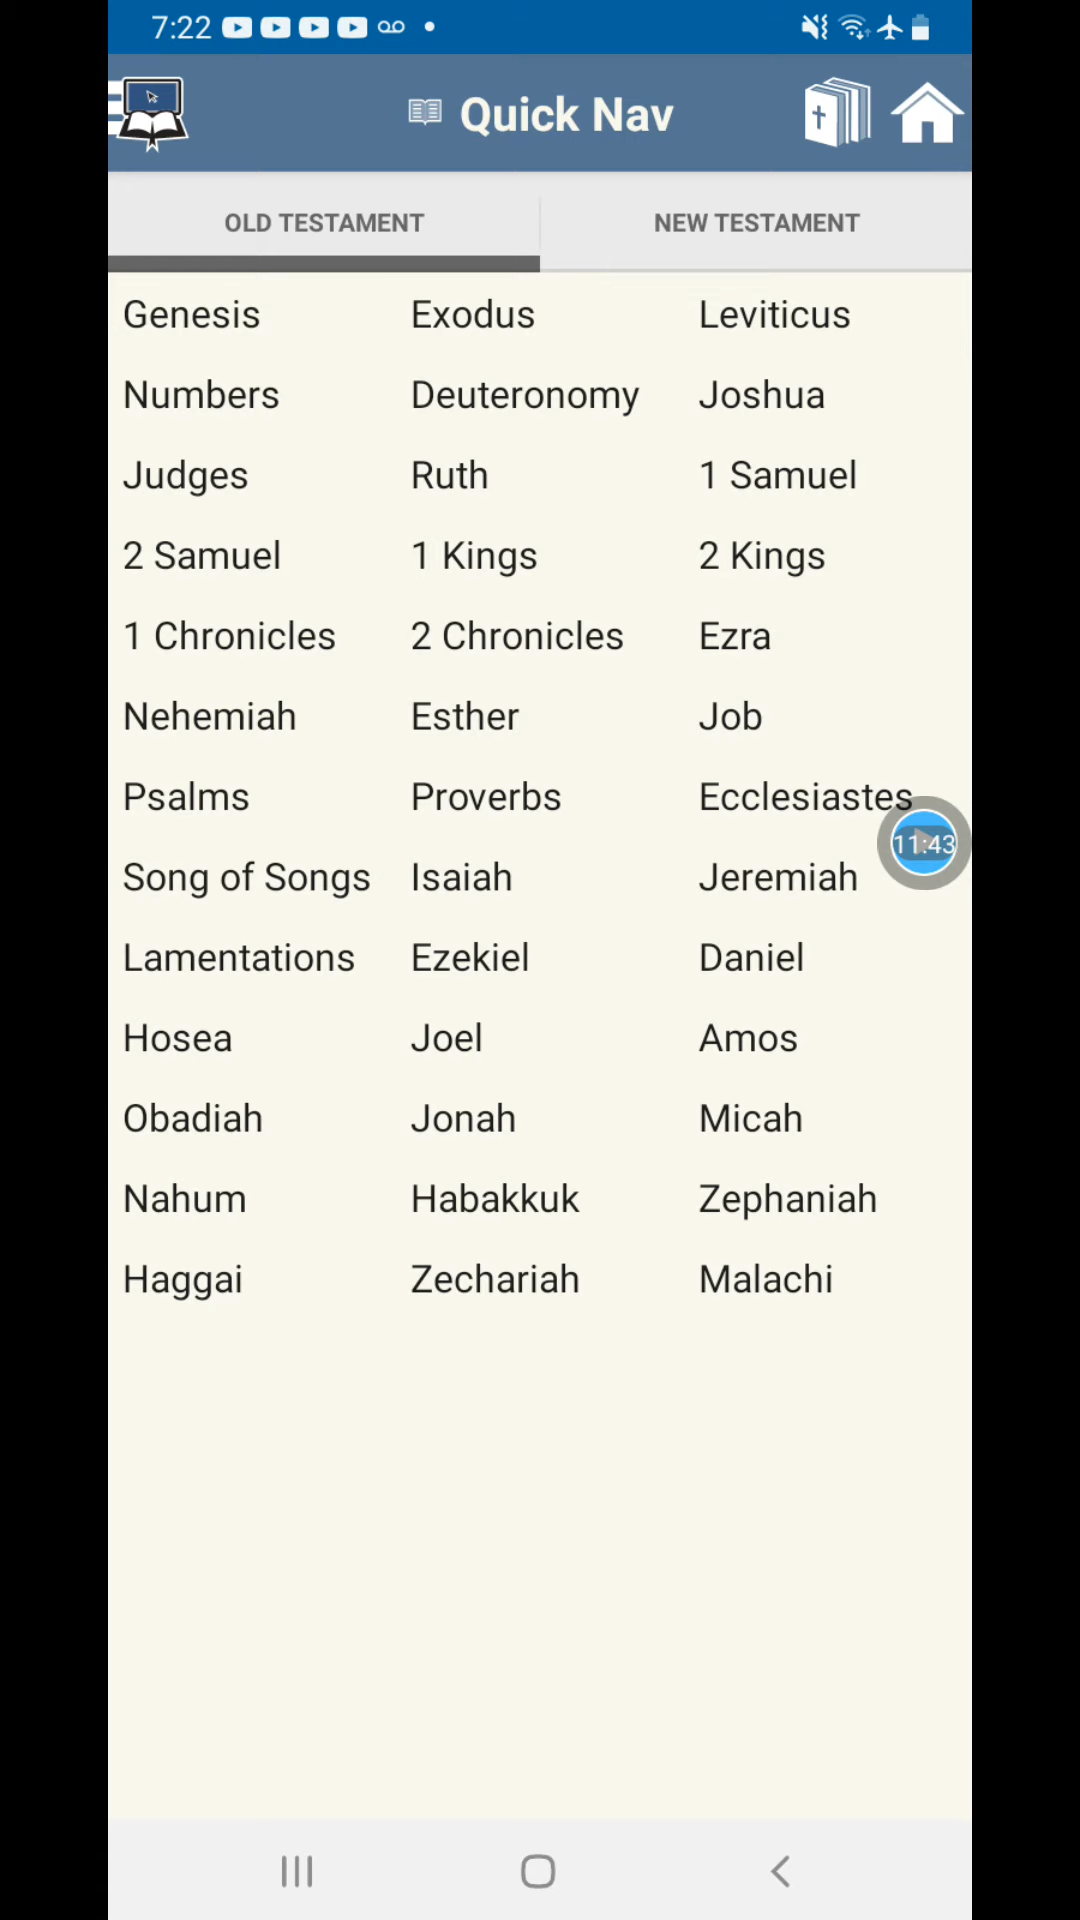 7:22
Quick Nav
OLD TESTAMENT NEW TESTAMENT
Genesis Exodus Leviticus
Numbers Deuteronomy Joshua
Judges Ruth 1 Samuel
2 Samuel 1 Kings 2 Kings
1 Chronicles 2 Chronicles Ezra
Nehemiah Esther Job
Psalms Proverbs Ecclesiastes
11:43
Song of Songs Isaiah Jeremiah
Lamentations Ezekiel Daniel
Hosea Joel Amos
Obadiah Jonah Micah
Nahum Habakkuk Zephaniah
Haggai Zechariah Malachi